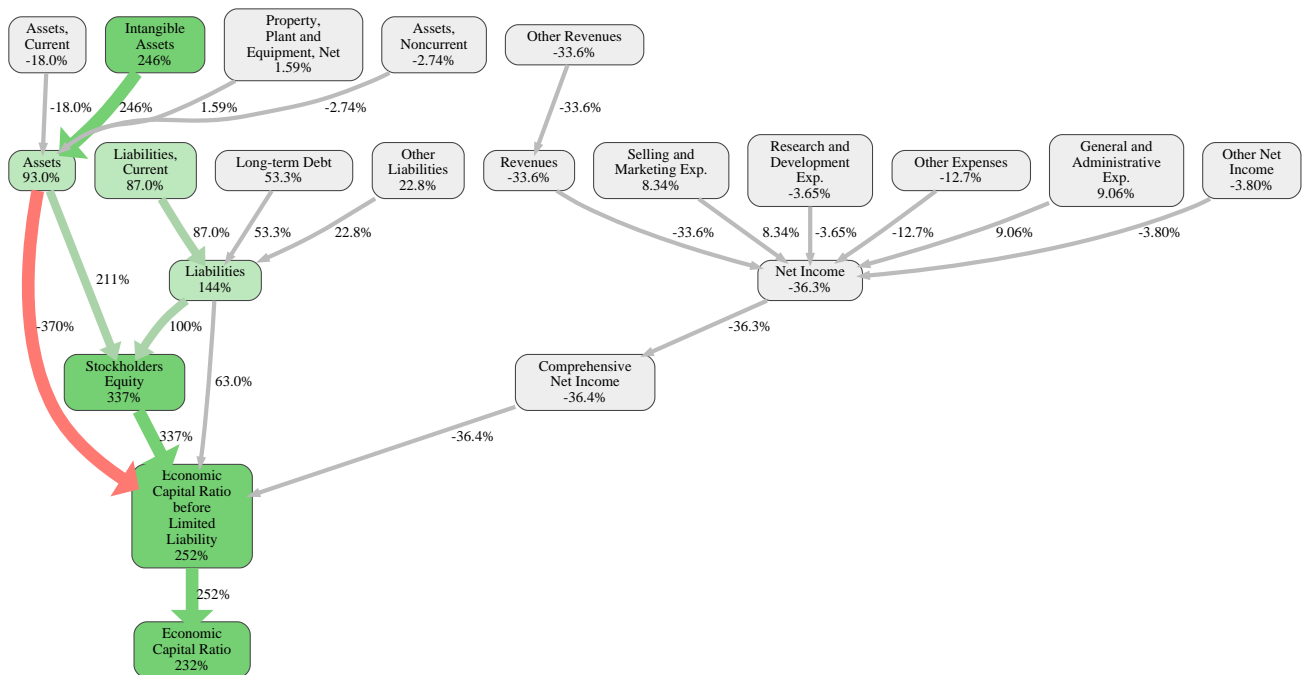 Assets,
Current
-18.0%
Intangible
Assets
246%
Property,
Plant and
Equipment, Net
1.59%
Assets,
Noncurrent
-2.74%
Other Revenues
-33.6%
-18.0%
246%
1.59%
-2.74%
-33.6%
Assets
93.0%
Liabilities,
Current
87.0%
Long-term Debt
53.3%
Other
Liabilities
22.8%
Revenues
-33.6%
Selling and
Marketing Exp.
8.34%
Research and
Development
Exp.
-3.65%
Other Expenses
-12.7%
General and
Administrative
Exp.
9.06%
Other Net
Income
-3.80%
87.0%
53.3%
22.8%
-33.6%
8.34%
-3.65%
-12.7%
9.06%
-3.80%
Liabilities
144%
Net Income
-36.3%
211%
-370%
100%
-36.3%
Stockholders
Equity
337%
63.0%
Comprehensive
Net Income
-36.4%
337%
-36.4%
Economic
Capital Ratio
before
Limited
Liability
252%
252%
Economic
Capital Ratio
232%